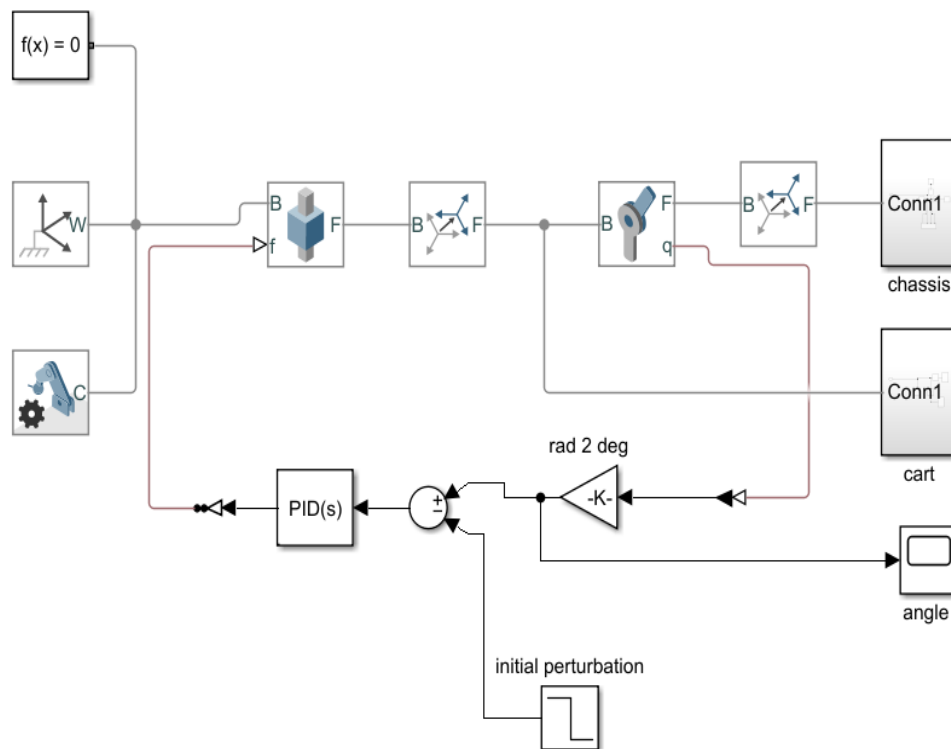 f(x) = 0
W
B
F
f
B
F
B
F
q
B
F
Conn1
chassis
C
Conn1
cart
rad 2 deg
-K-
PID(s)
+
−
angle
initial perturbation